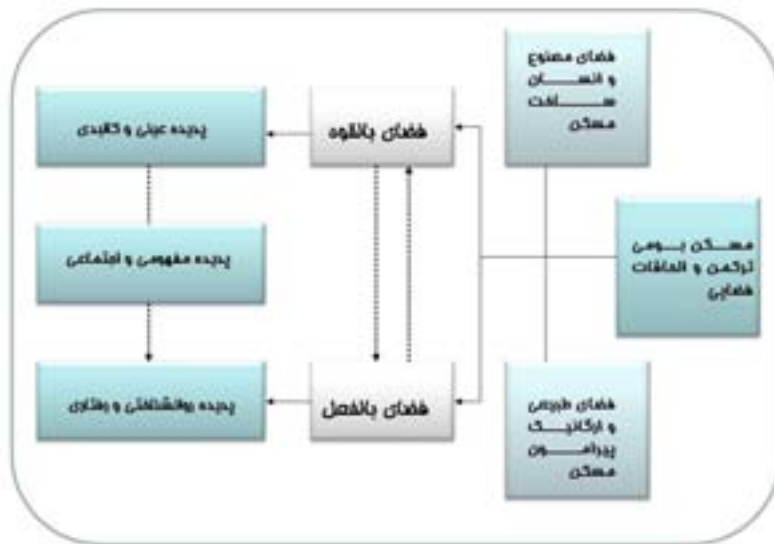 فضای مصنوع
و انسان
ساخت
مسکن
فضای بالقوه
پدیده عینی و کالبدی
مسکن بومی
ترکمن و الحاقات
فضایی
پدیده مفهومی و اجتماعی
فضای طبیعی
و ارگانیک
پیرامون
مسکن
فضای بالفعل
پدیده روانشناختی و رفتاری